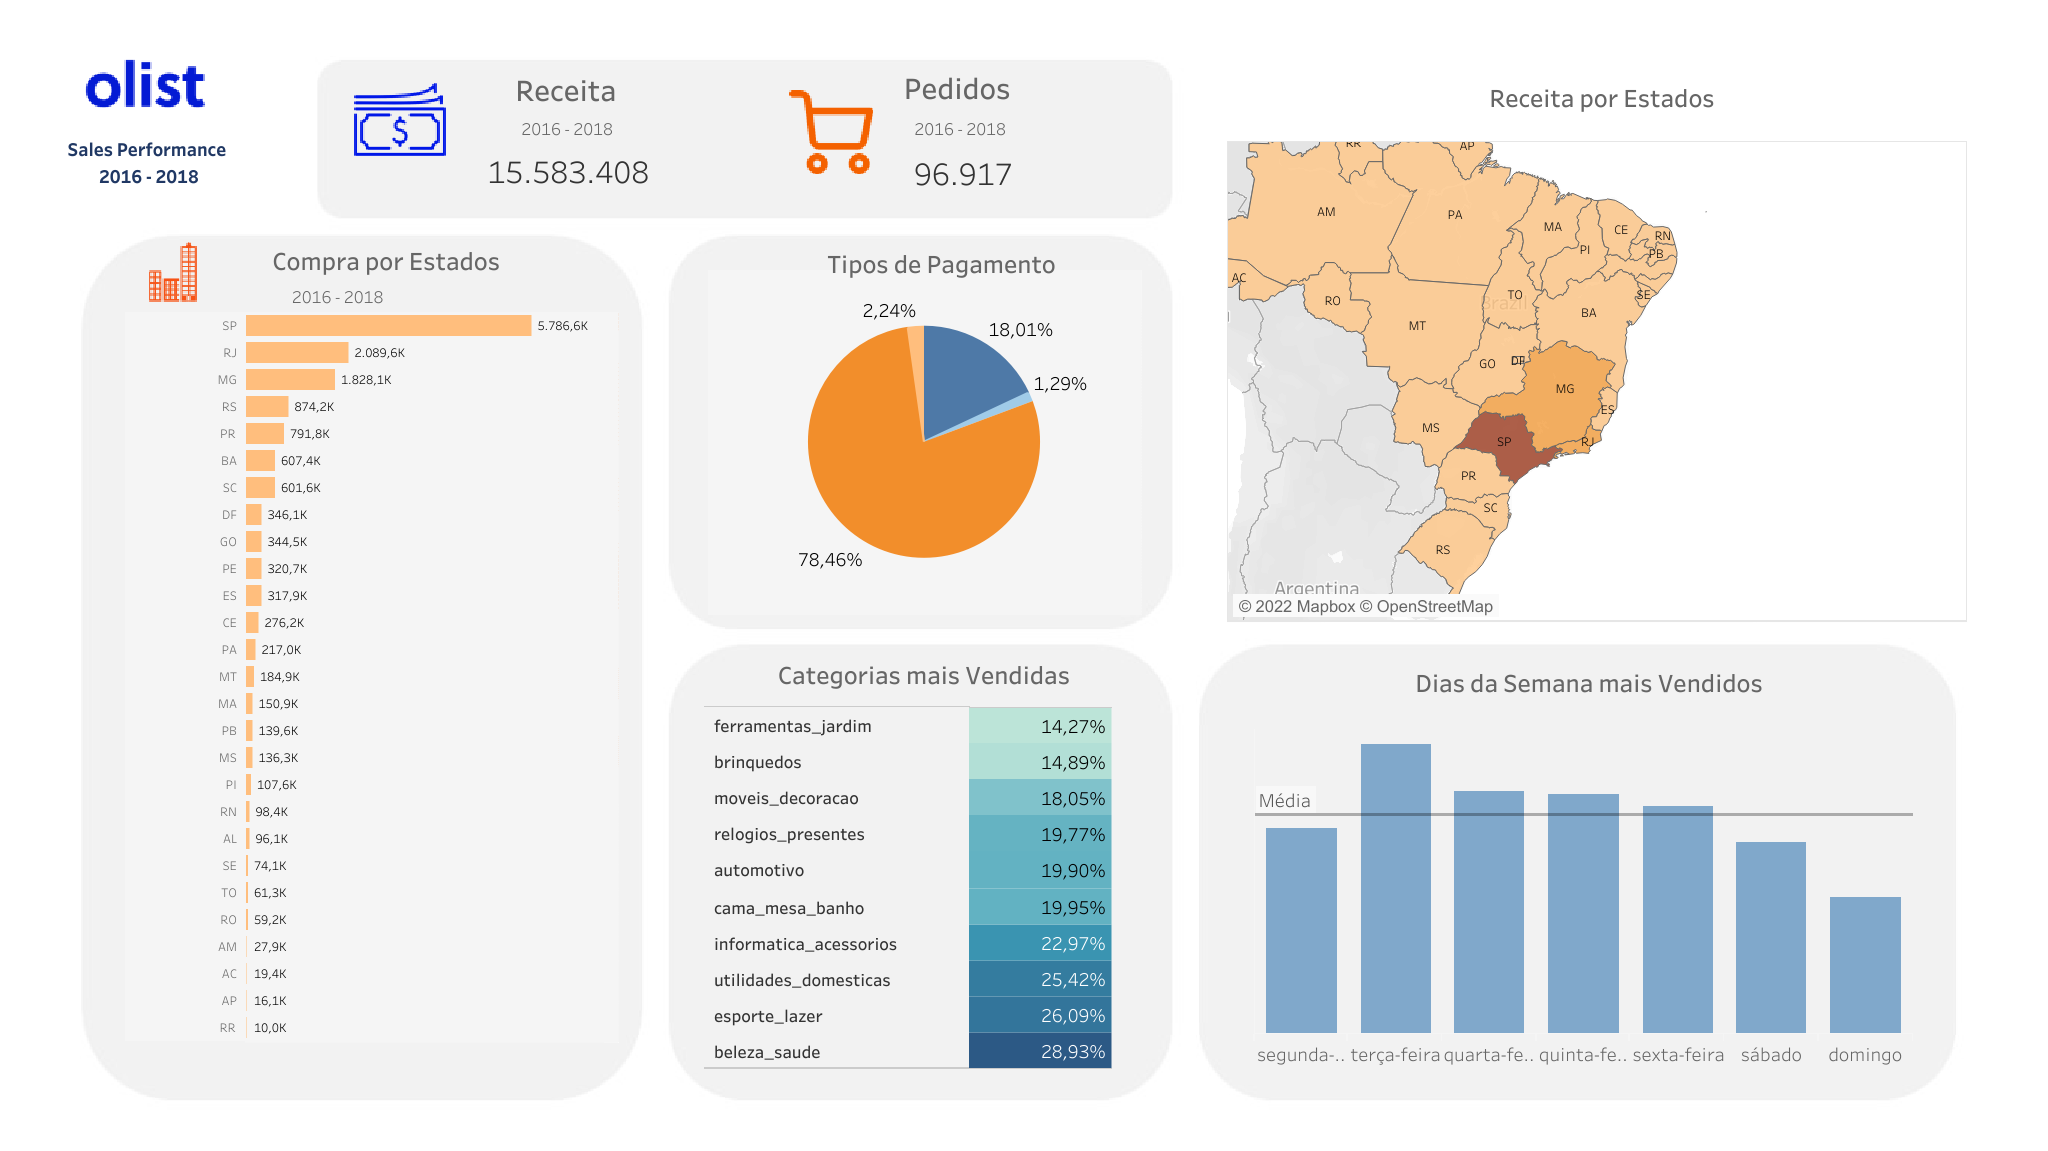 olist
Sales Performance
2016 - 2018
Receita
2016 - 2018
15.583.408
$
Pedidos
2016 - 2018
96.917
Compra por Estados
2016 - 2018
SP 5.786,6K
RJ 2.089,6K
MG 1.828,1K
RS 874,2K
PR 791,8K
BA 607,4K
SC 601,6K
DF 346,1K
GO 344,5K
PE 320,7K
ES 317,9K
CE 276,2K
PA 217,0K
MT 184,9K
MA 150,9K
PB 139,6K
MS 136,3K
PI 107,6K
RN 98,4K
AL 96,1K
SE 74,1K
TO 61,3K
RO 59,2K
AM 27,9K
AC 19,4K
AP 16,1K
RR 10,0K
Tipos de Pagamento
2,24%
18,01%
1,29%
78,46%
Categorias mais Vendidas
ferramentas_jardim 14,27%
brinquedos 14,89%
moveis_decoracao 18,05%
relogios_presentes 19,77%
automotivo 19,90%
cama_mesa_banho 19,95%
informatica_acessorios 22,97%
utilidades_domesticas 25,42%
esporte_lazer 26,09%
beleza_saude 28,93%
Receita por Estados
RR
AP
AM
PA
MA
CE
RN
PI
PB
AC
RO
TO
SE
Brazil
BA
MT
GO
DF
MG
ES
MS
SP
RJ
PR
SC
RS
Argentina
© 2022 Mapbox © OpenStreetMap
Dias da Semana mais Vendidos
Média
segunda-.. terça-feira quarta-fe.. quinta-fe.. sexta-feira sábado domingo